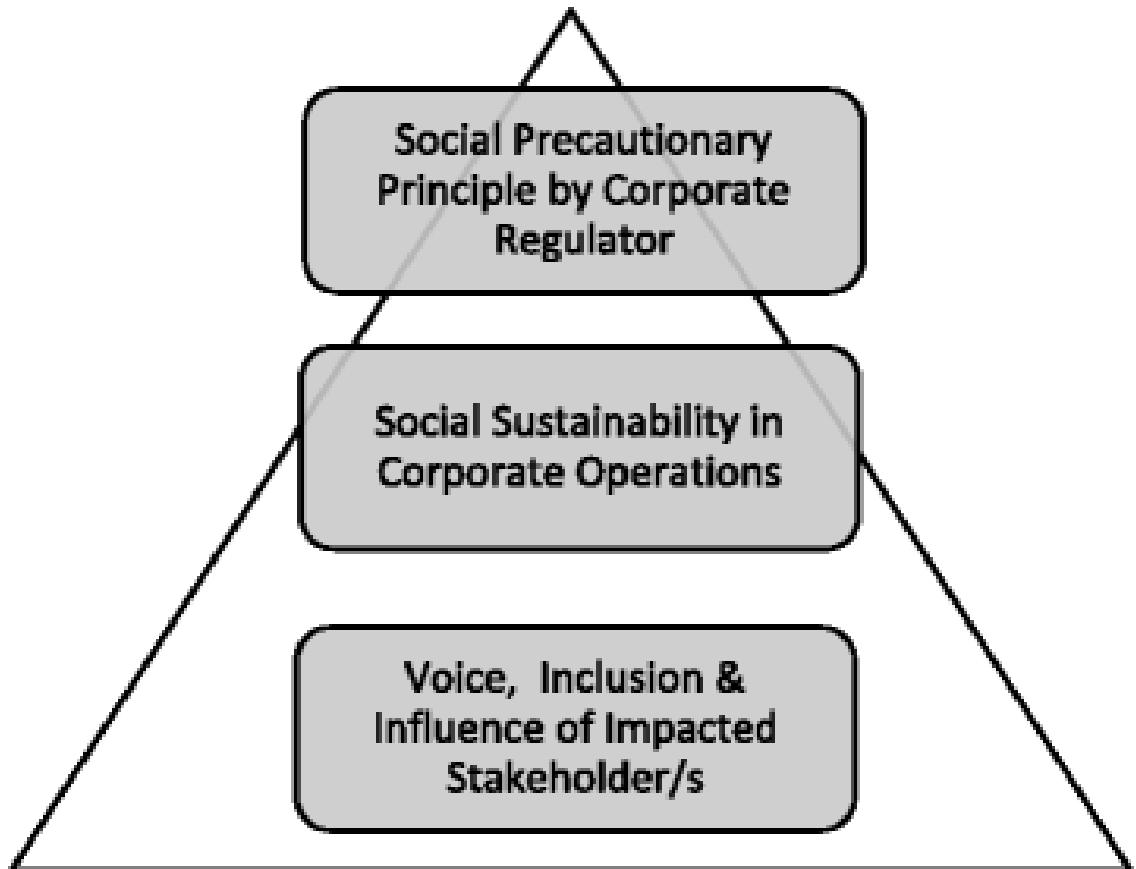 Social Precautionary
Principle by Corporate
Regulator
Social Sustainability in
Corporate Operations
Voice, Inclusion &
Influence of Impacted
Stakeholder/s